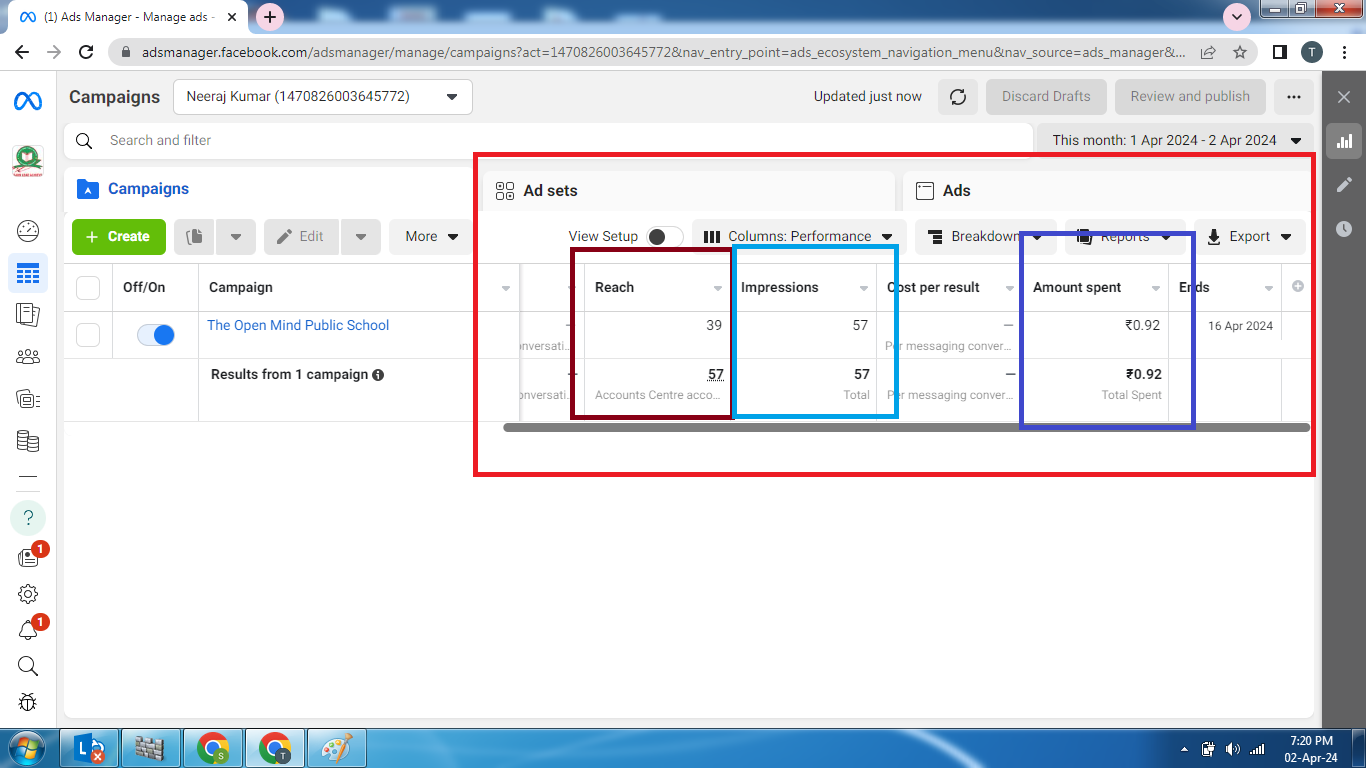 (1) Ads Manager - Manage ads -
adsmanager.facebook.com/adsmanager/manage/campaigns?act=1470826003645772&nav_entry_point=ads_ecosystem_navigation_menu&nav_source=ads_manager&...
T
Campaigns
Neeraj Kumar (1470826003645772)
Updated just now
Discard Drafts
Review and publish
Search and filter
This month: 1 Apr 2024 - 2 Apr 2024
Campaigns
Ad sets
Ads
+ Create
Edit
More
View Setup
Columns: Performance
Breakdown
Reports
Export
Off/On
Campaign
Reach
Impressions
Cost per result
Amount spent
Ends
The Open Mind Public School
—
39
57
—
₹0.92
16 Apr 2024
onversati...
Per messaging conver...
Results from 1 campaign
—
57
57
—
₹0.92
onversati...
Accounts Centre acco...
Total
Per messaging conver...
Total Spent
?
1
1
7:20 PM
02-Apr-24